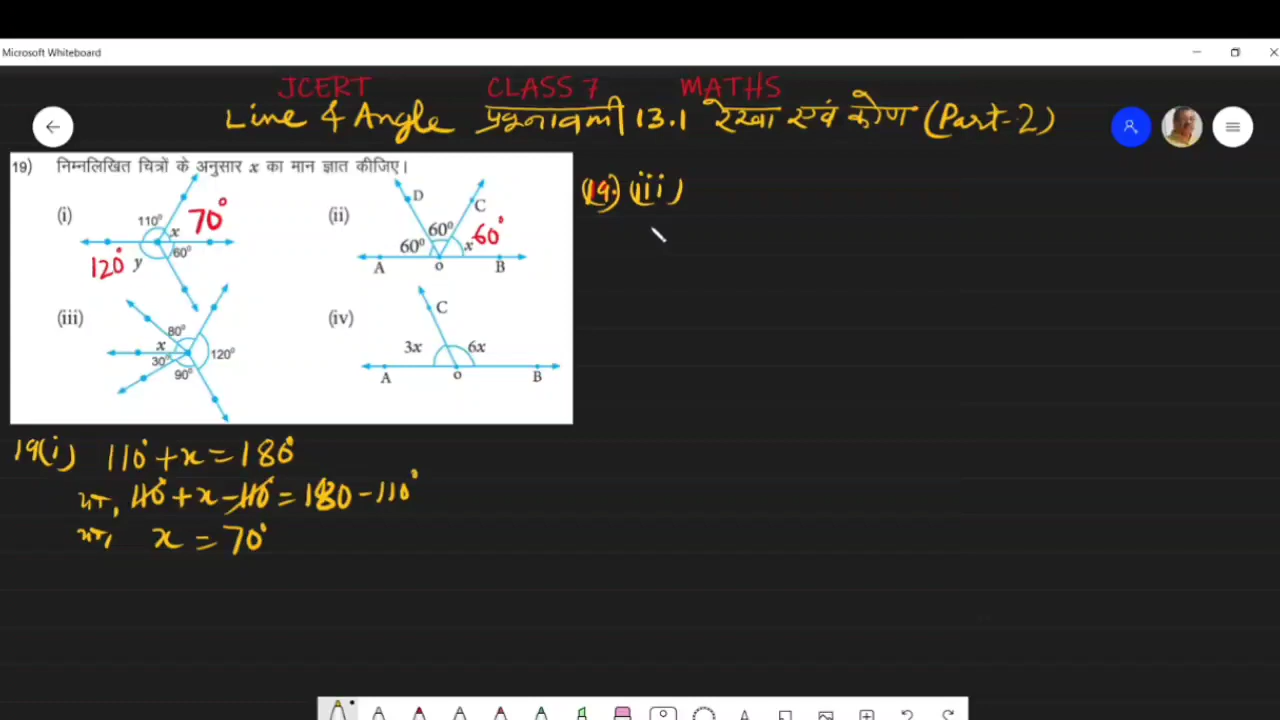 Microsoft Whiteboard
JCERT CLASS 7 MATHS
Line & Angle प्रश्नावली 13.1 रेखा एवं कोण (Part-2)
19) निम्नलिखित चित्रों के अनुसार x का मान ज्ञात कीजिए।
(i) 110° x 70° 120° y 60°
(ii) D C 60° 60° x 60° A o B
(iii) 80° x 30° 90° 120°
(iv) C 3x 6x A o B
(19.) (iii)
19(i) 110° + x = 180°
या, 110° + x - 110° = 180 - 110°
या, x = 70°